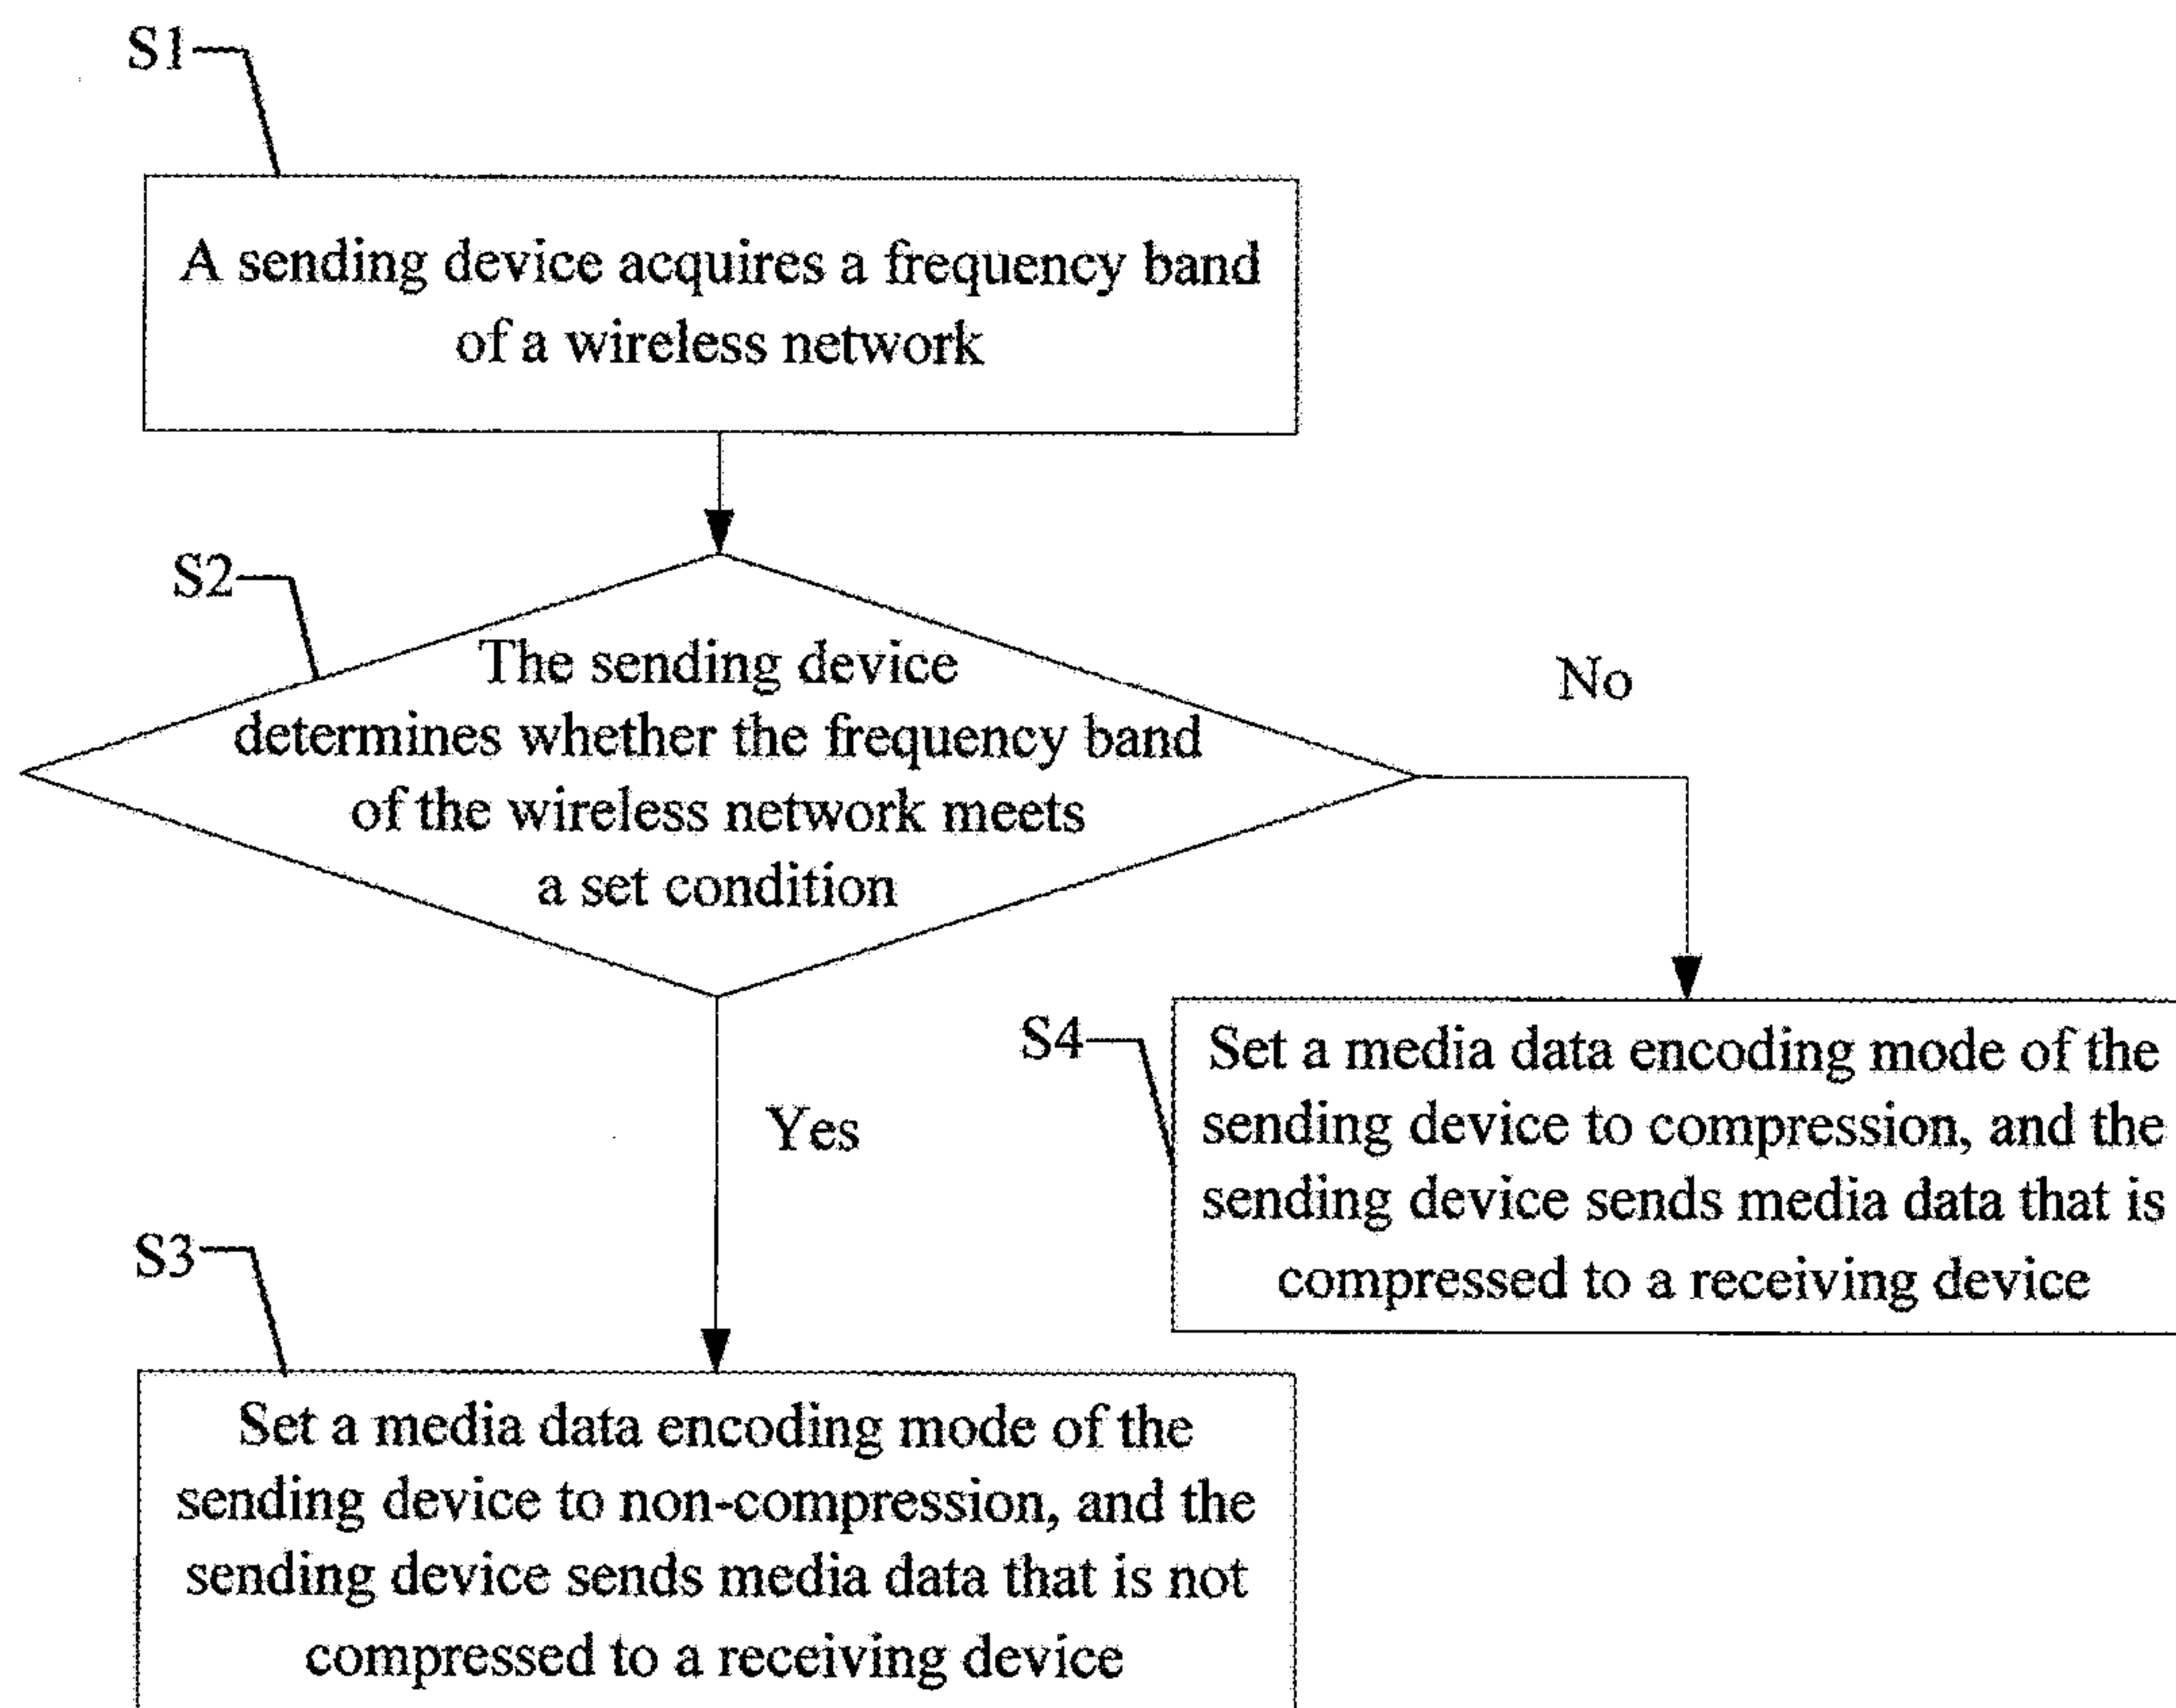 S1
A sending device acquires a frequency band
of a wireless network
S2
The sending device
determines whether the frequency band
of the wireless network meets
a set condition
No
Yes
S4
Set a media data encoding mode of the
sending device to compression, and the
sending device sends media data that is
compressed to a receiving device
S3
Set a media data encoding mode of the
sending device to non-compression, and the
sending device sends media data that is not
compressed to a receiving device